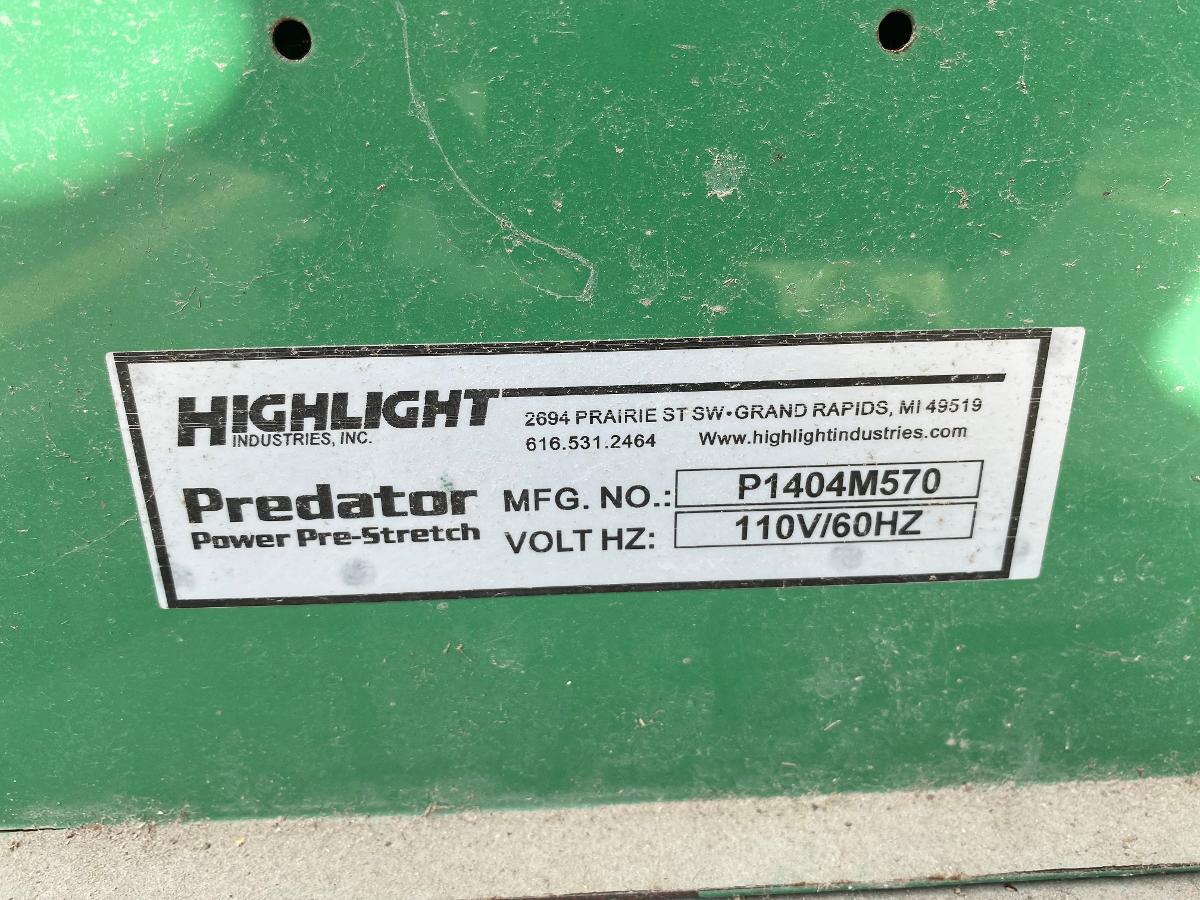 HIGHLIGHT
INDUSTRIES, INC.
2694 PRAIRIE ST SW•GRAND RAPIDS, MI 49519
616.531.2464 Www.highlightindustries.com
Predator
Power Pre-Stretch
MFG. NO.: P1404M570
VOLT HZ: 110V/60HZ